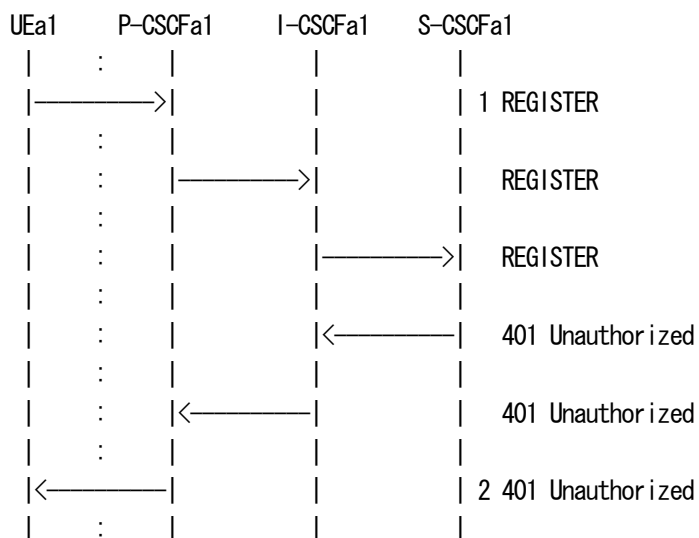 UEa1 P-CSCFa1 I-CSCFa1 S-CSCFa1
1 REGISTER
REGISTER
REGISTER
401 Unauthorized
401 Unauthorized
2 401 Unauthorized